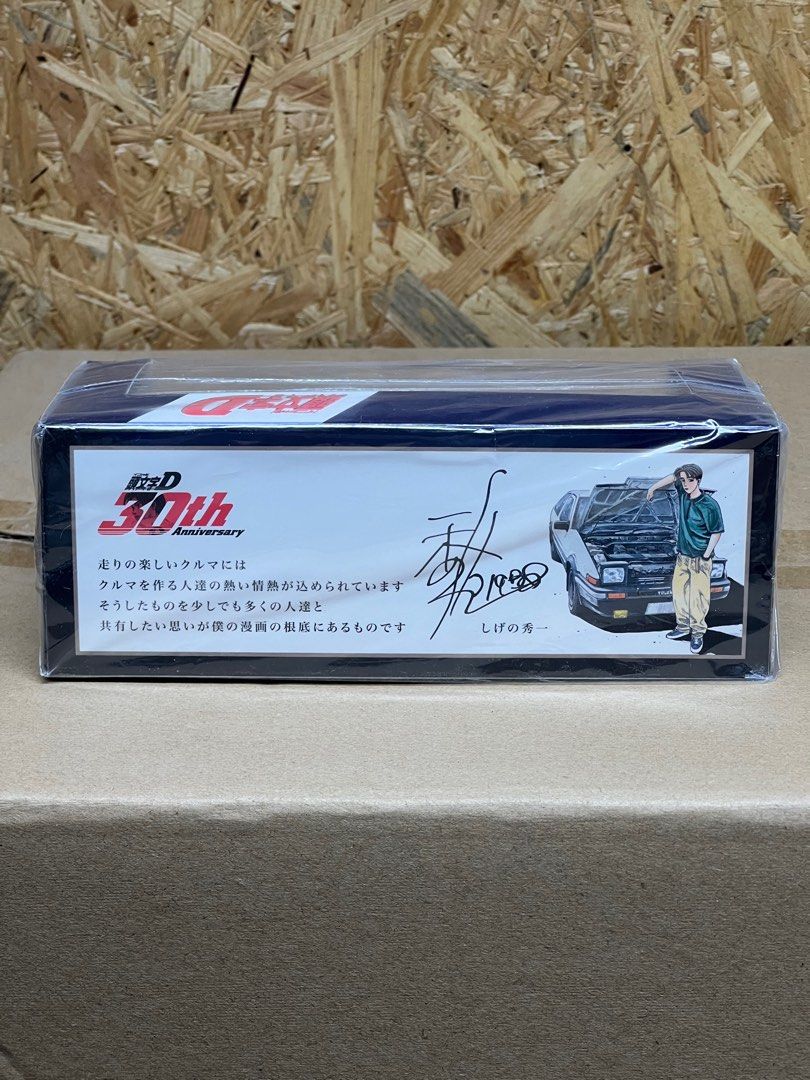 頭文字D
頭文字D
30th
Anniversary
走りの楽しいクルマには
クルマを作る人達の熱い情熱が込められています
そうしたものを少しでも多くの人達と
共有したい思いが僕の漫画の根底にあるものです
しげの秀一